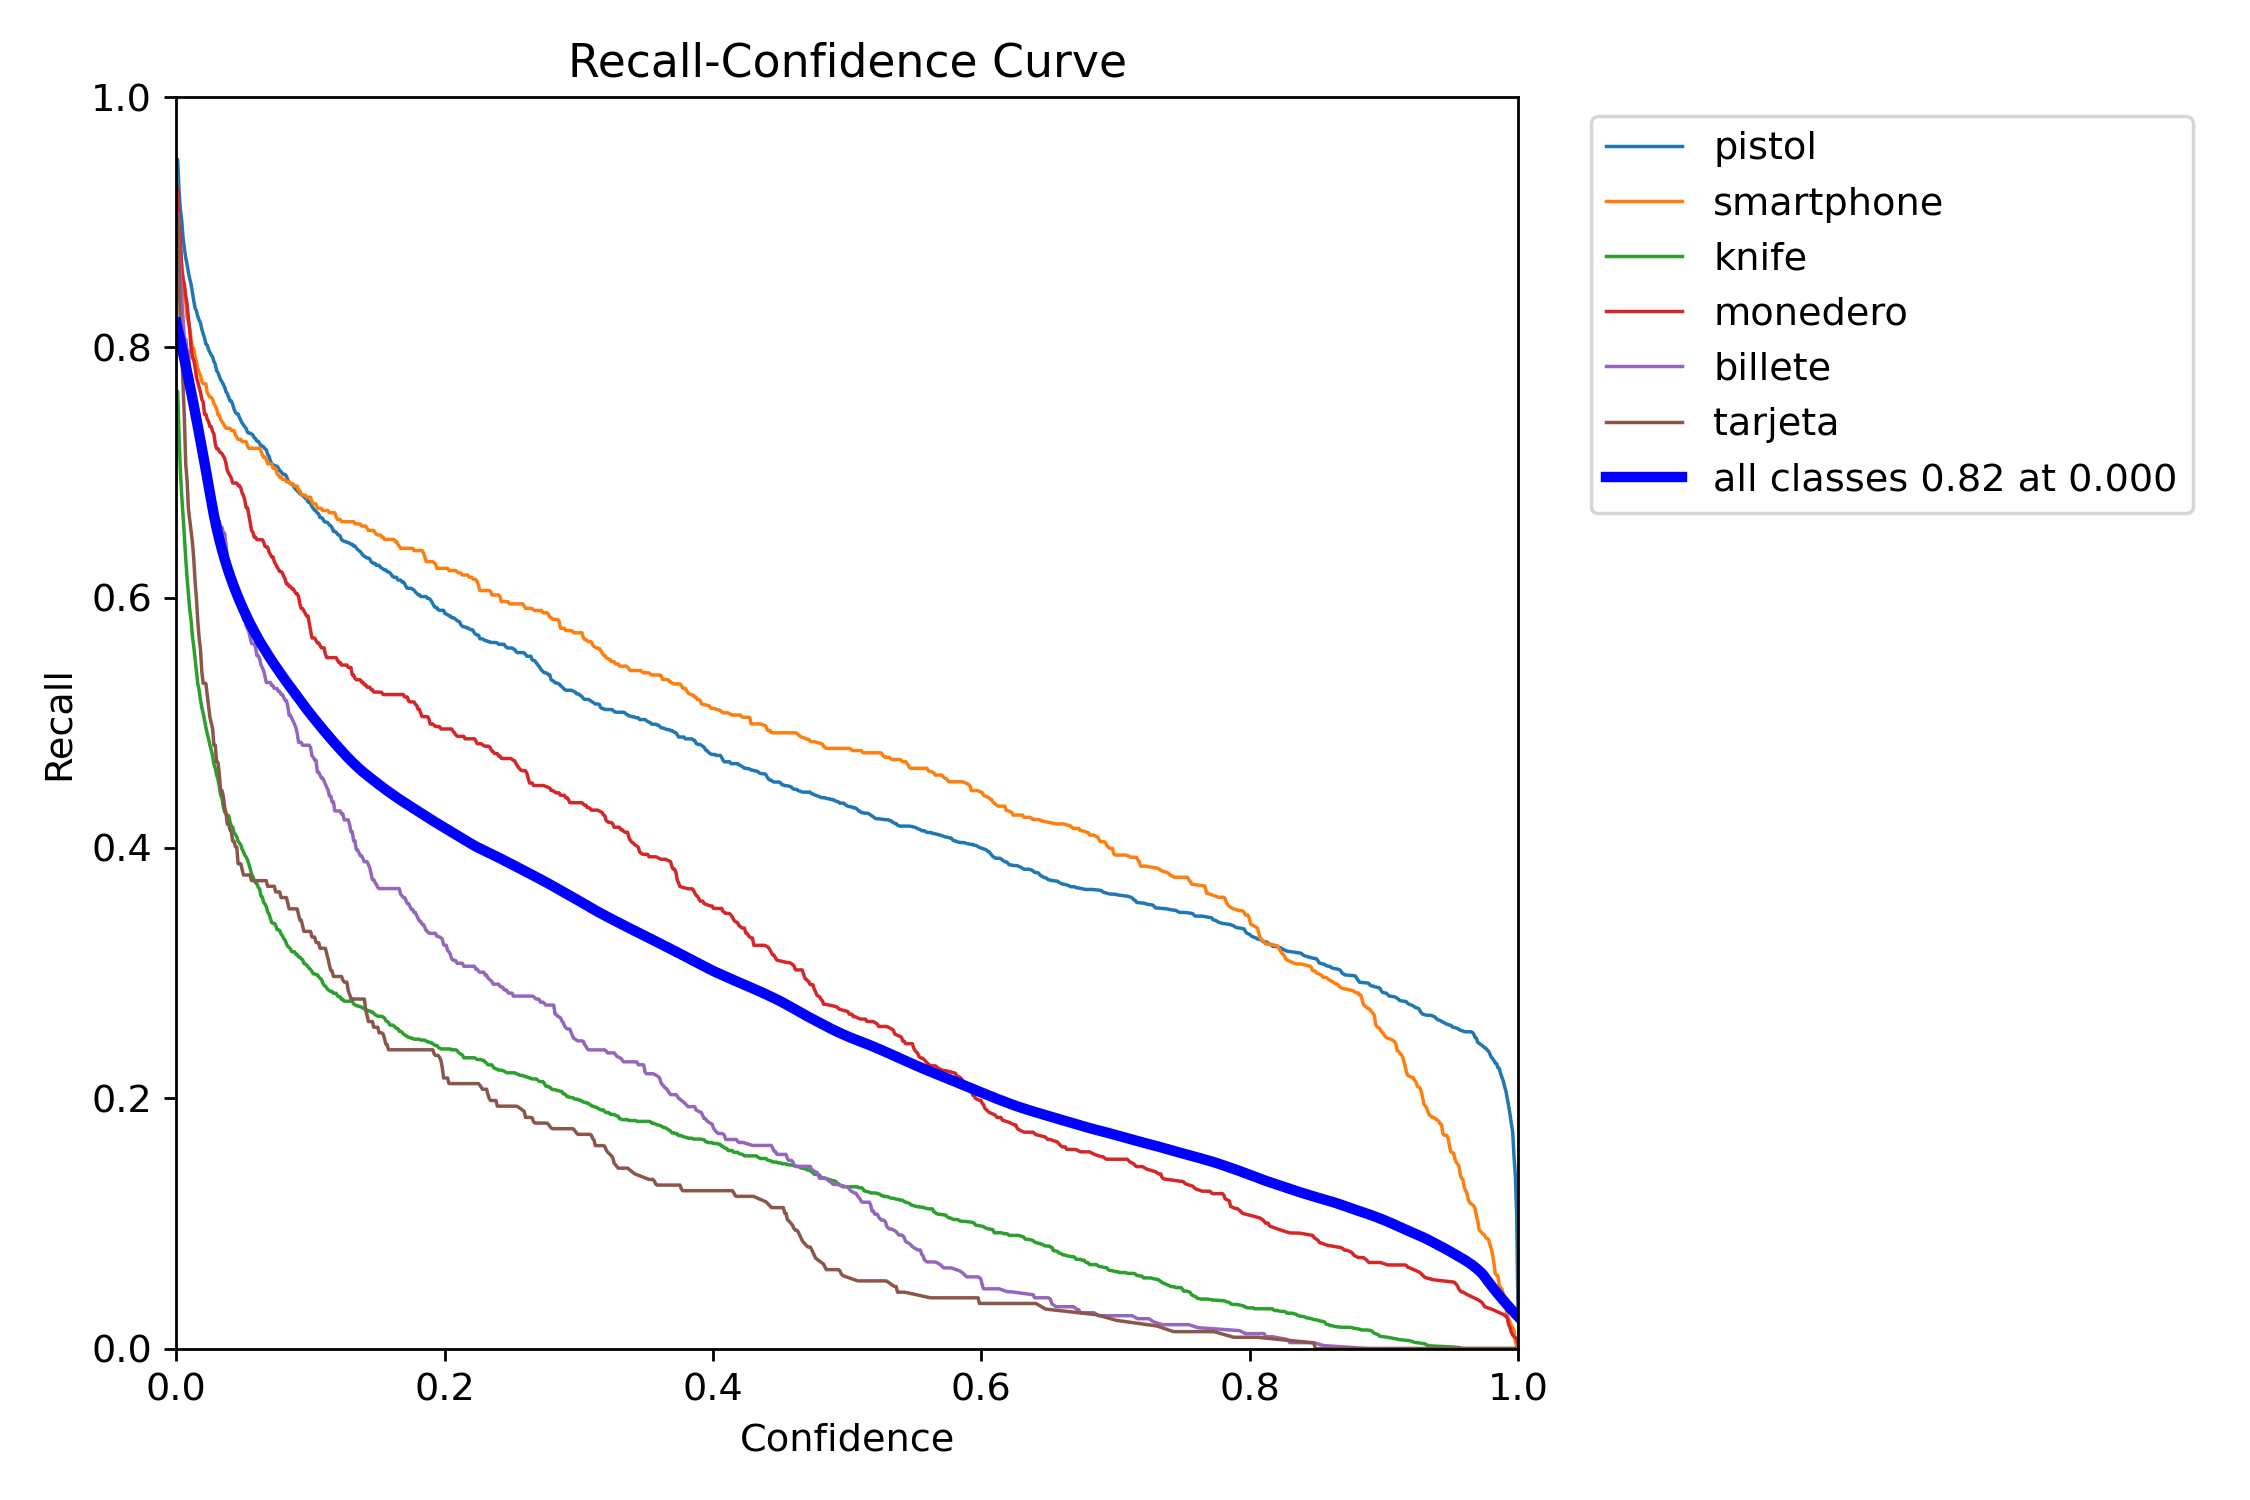 Recall-Confidence Curve
1.0
0.8
0.6
0.4
0.2
0.0
Recall
0.0 0.2 0.4 0.6 0.8 1.0
Confidence
pistol
smartphone
knife
monedero
billete
tarjeta
all classes 0.82 at 0.000